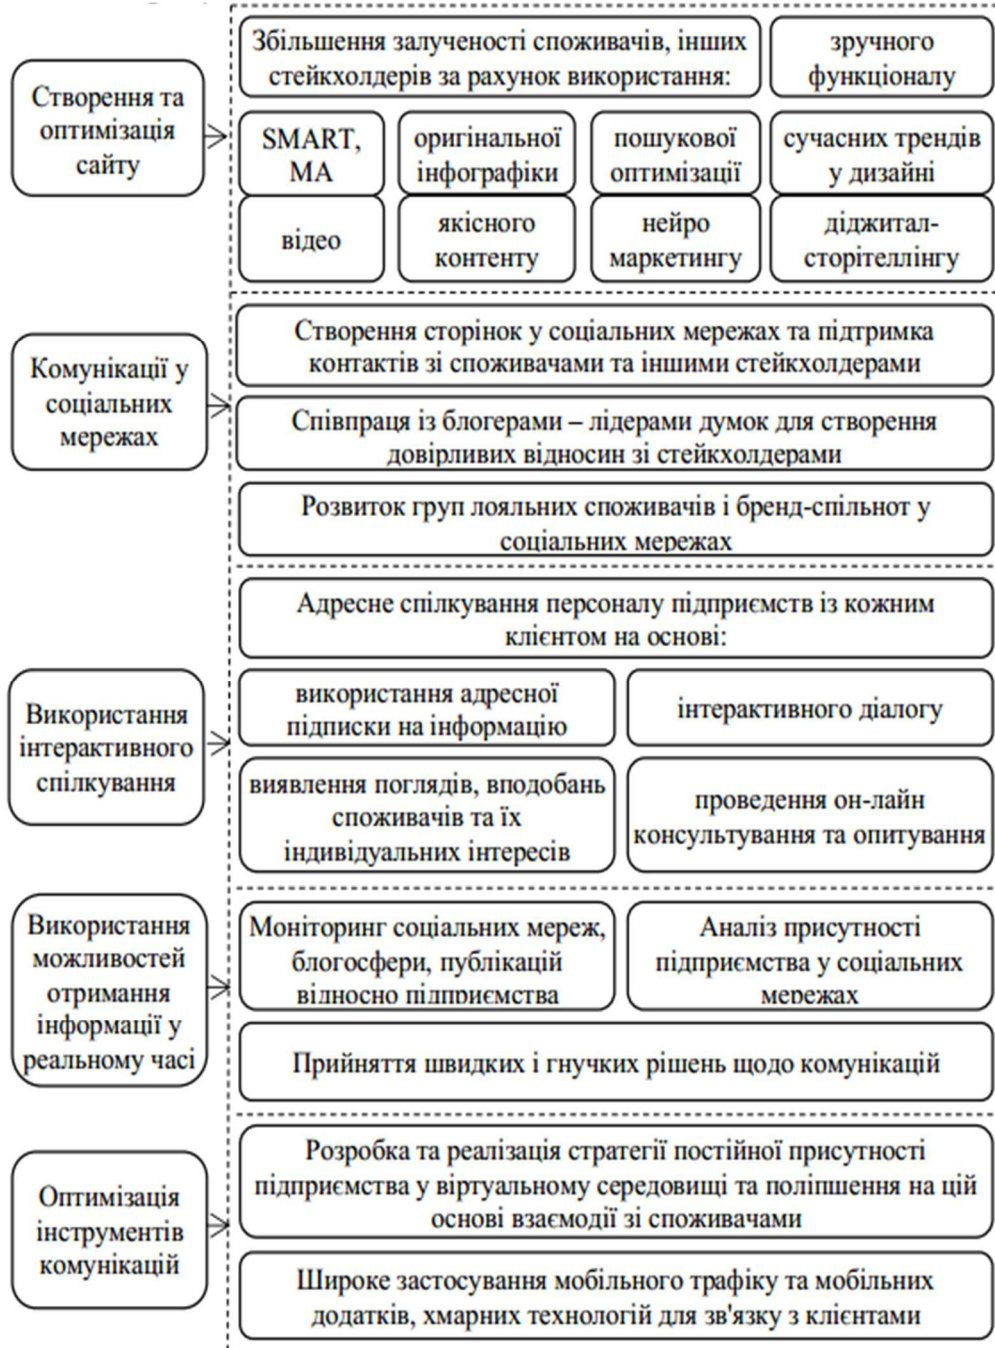 Створення та
оптимізація
сайту
Збільшення залученості споживачів, інших
стейкхолдерів за рахунок використання:
зручного
функціоналу
SMART,
МА
оригінальної
інфографіки
пошукової
оптимізації
сучасних трендів
у дизайні
відео
якісного
контенту
нейро
маркетингу
діджитал-
сторітеллінгу
Комунікації у
соціальних
мережах
Створення сторінок у соціальних мережах та підтримка
контактів зі споживачами та іншими стейкхолдерами
Співпраця із блогерами – лідерами думок для створення
довірливих відносин зі стейкхолдерами
Розвиток груп лояльних споживачів і бренд-спільнот у
соціальних мережах
Використання
інтерактивного
спілкування
Адресне спілкування персоналу підприємств із кожним
клієнтом на основі:
використання адресної
підписки на інформацію
інтерактивного діалогу
виявлення поглядів, вподобань
споживачів та їх
індивідуальних інтересів
проведення он-лайн
консультування та опитування
Використання
можливостей
отримання
інформації у
реальному часі
Моніторинг соціальних мереж,
блогосфери, публікацій
відносно підприємства
Аналіз присутності
підприємства у соціальних
мережах
Прийняття швидких і гнучких рішень щодо комунікацій
Оптимізація
інструментів
комунікацій
Розробка та реалізація стратегії постійної присутності
підприємства у віртуальному середовищі та поліпшення на цій
основі взаємодії зі споживачами
Широке застосування мобільного трафіку та мобільних
додатків, хмарних технологій для зв'язку з клієнтами